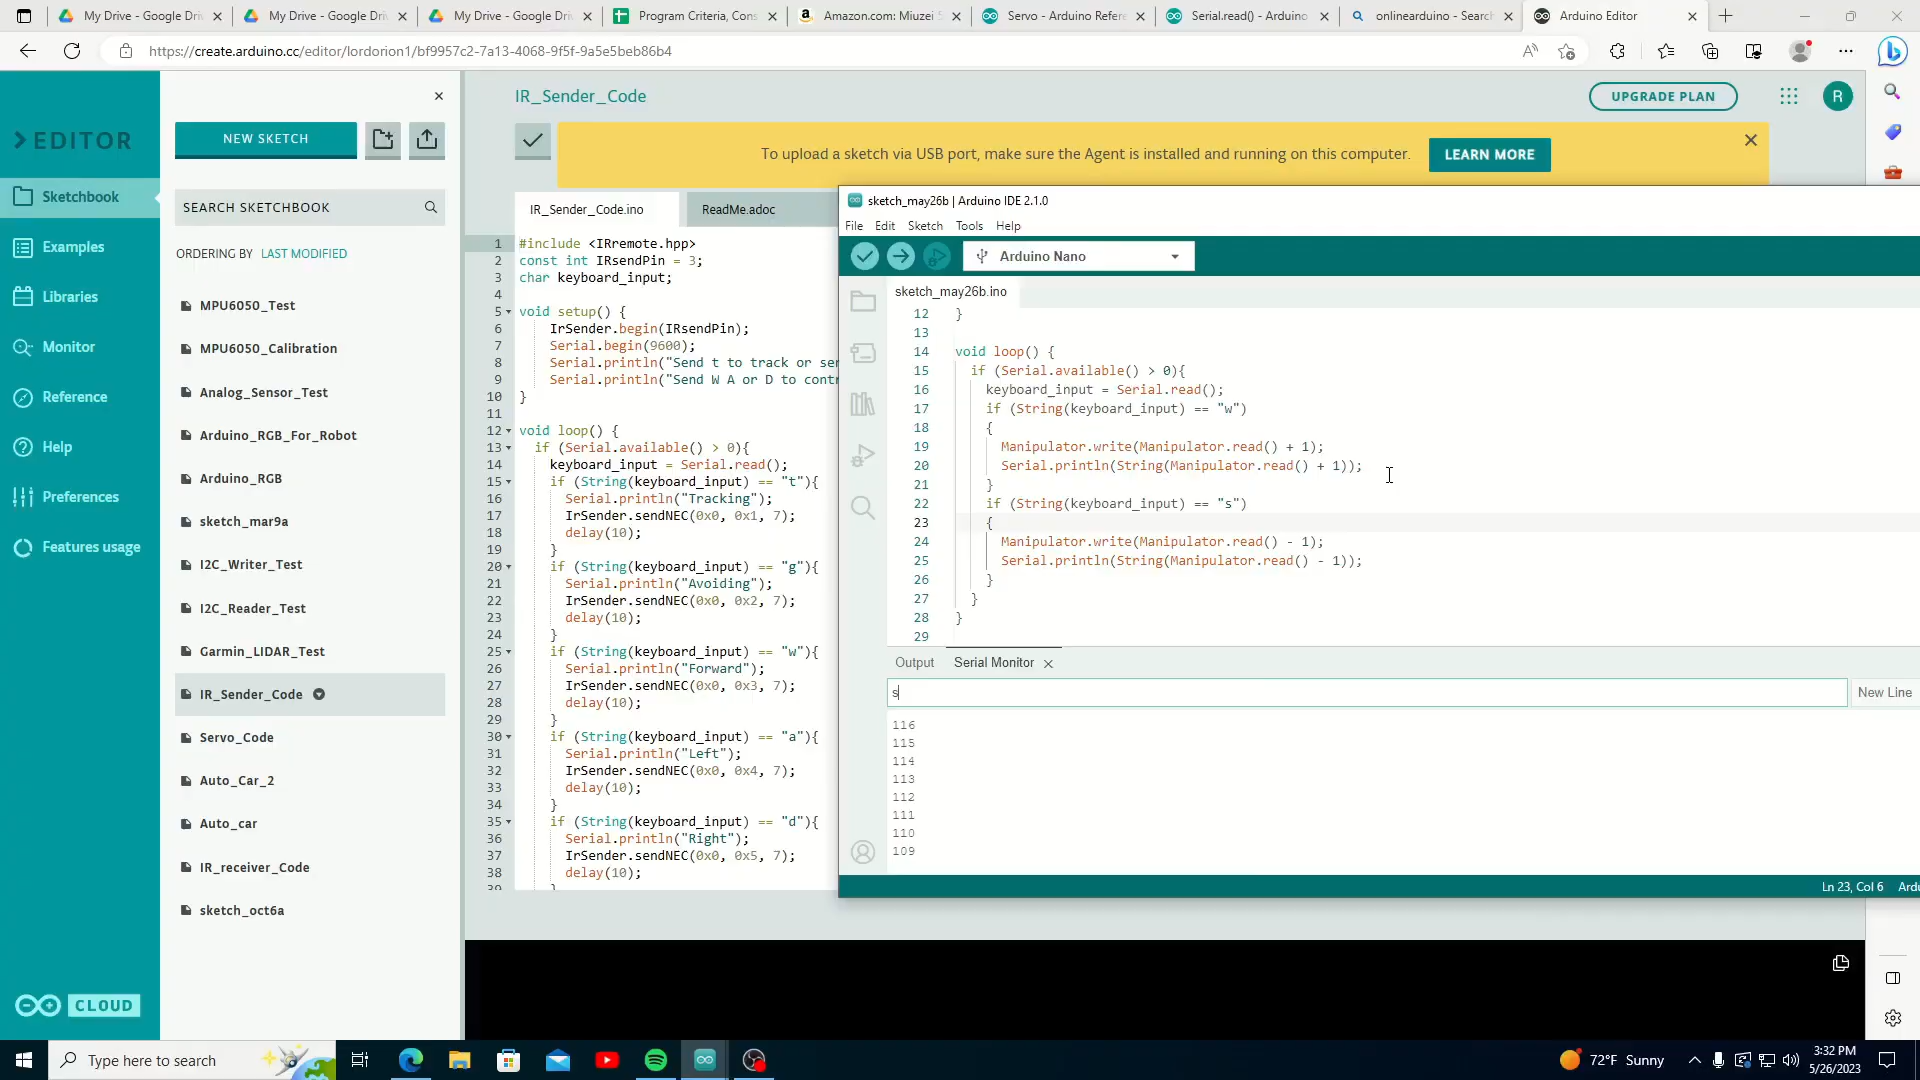 My Drive - Google Dri
My Drive - Google Dri
My Drive - Google Dri
Program Criteria, Cons
Amazon.com: Miuzei S
Servo - Arduino Refere
Serial.read() - Arduino
onlinearduino - Search
Arduino Editor
https://create.arduino.cc/editor/lordorion1/bf9957c2-7a13-4068-9f5f-9a5e5beb86b4
EDITOR
Sketchbook
Examples
Libraries
Monitor
Reference
Help
Preferences
Features usage
CLOUD
NEW SKETCH
SEARCH SKETCHBOOK
ORDERING BY LAST MODIFIED
MPU6050_Test
MPU6050_Calibration
Analog_Sensor_Test
Arduino_RGB_For_Robot
Arduino_RGB
sketch_mar9a
I2C_Writer_Test
I2C_Reader_Test
Garmin_LIDAR_Test
IR_Sender_Code
Servo_Code
Auto_Car_2
Auto_car
IR_receiver_Code
sketch_oct6a
IR_Sender_Code
UPGRADE PLAN
R
To upload a sketch via USB port, make sure the Agent is installed and running on this computer.
LEARN MORE
IR_Sender_Code.ino
ReadMe.adoc
1 #include <IRremote.hpp>
2 const int IRsendPin = 3;
3 char keyboard_input;
4
5 void setup() {
6 IrSender.begin(IRsendPin);
7 Serial.begin(9600);
8 Serial.println("Send t to track or sen
9 Serial.println("Send W A or D to contr
10 }
11
12 void loop() {
13 if (Serial.available() > 0){
14 keyboard_input = Serial.read();
15 if (String(keyboard_input) == "t"){
16 Serial.println("Tracking");
17 IrSender.sendNEC(0x0, 0x1, 7);
18 delay(10);
19 }
20 if (String(keyboard_input) == "g"){
21 Serial.println("Avoiding");
22 IrSender.sendNEC(0x0, 0x2, 7);
23 delay(10);
24 }
25 if (String(keyboard_input) == "w"){
26 Serial.println("Forward");
27 IrSender.sendNEC(0x0, 0x3, 7);
28 delay(10);
29 }
30 if (String(keyboard_input) == "a"){
31 Serial.println("Left");
32 IrSender.sendNEC(0x0, 0x4, 7);
33 delay(10);
34 }
35 if (String(keyboard_input) == "d"){
36 Serial.println("Right");
37 IrSender.sendNEC(0x0, 0x5, 7);
38 delay(10);
39 }
sketch_may26b | Arduino IDE 2.1.0
File Edit Sketch Tools Help
Arduino Nano
sketch_may26b.ino
12 }
13
14 void loop() {
15 if (Serial.available() > 0){
16 keyboard_input = Serial.read();
17 if (String(keyboard_input) == "w")
18 {
19 Manipulator.write(Manipulator.read() + 1);
20 Serial.println(String(Manipulator.read() + 1));
21 }
22 if (String(keyboard_input) == "s")
23 {
24 Manipulator.write(Manipulator.read() - 1);
25 Serial.println(String(Manipulator.read() - 1));
26 }
27 }
28 }
29
Output Serial Monitor
s
New Line
116
115
114
113
112
111
110
109
Ln 23, Col 6 Ardu
Type here to search
72°F Sunny
3:32 PM
5/26/2023